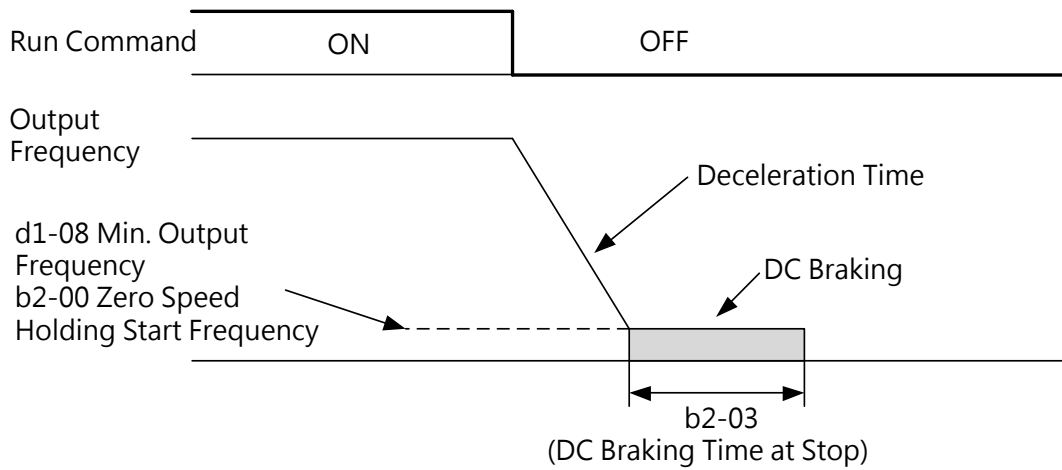 Run Command
ON
OFF
Output
Frequency
Deceleration Time
d1-08 Min. Output
Frequency
b2-00 Zero Speed
Holding Start Frequency
DC Braking
b2-03
(DC Braking Time at Stop)